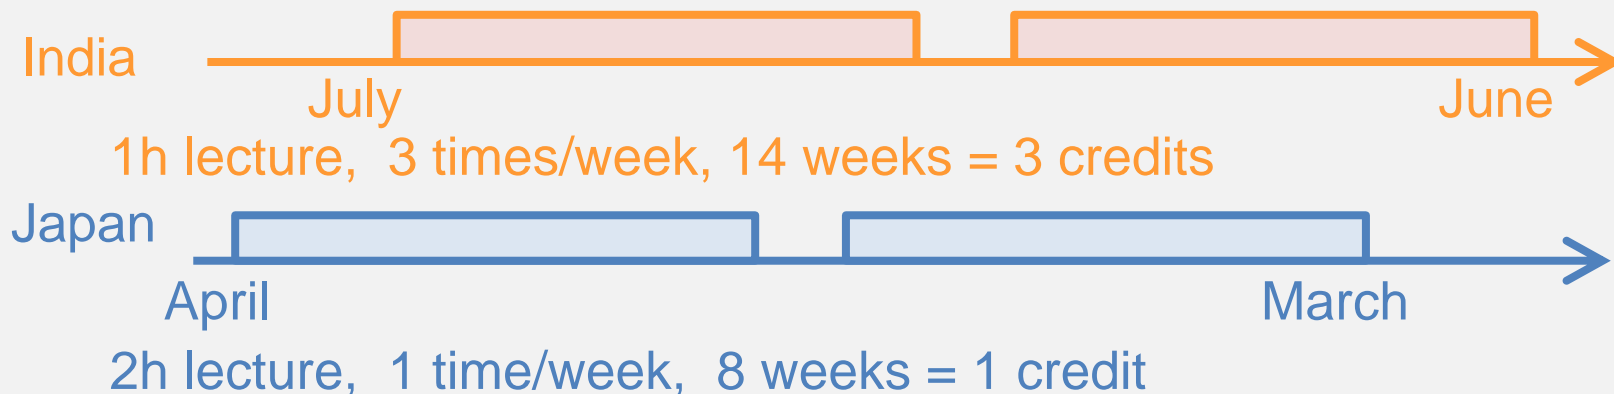 India
July June
1h lecture, 3 times/week, 14 weeks = 3 credits
Japan
April March
2h lecture, 1 time/week, 8 weeks = 1 credit